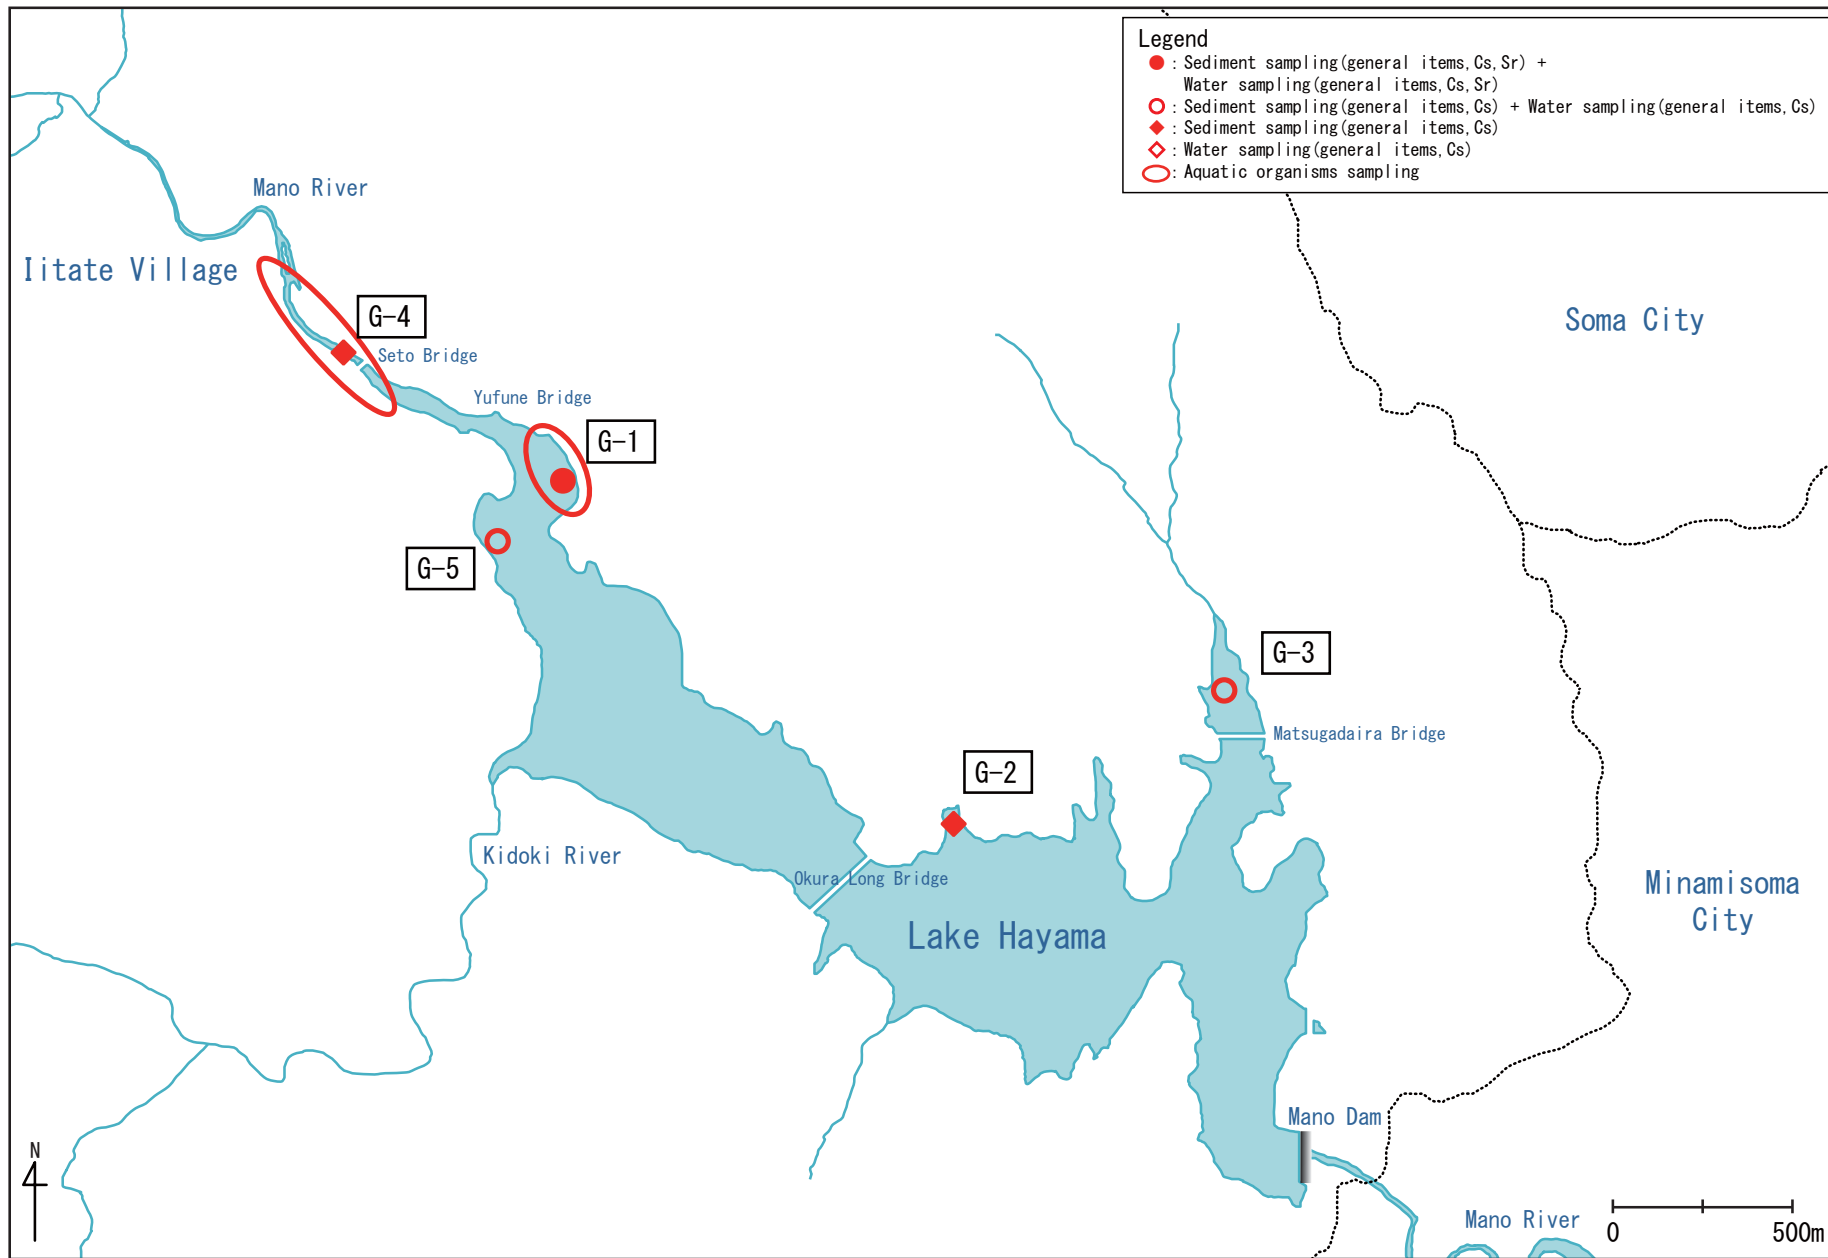 Legend
● : Sediment sampling(general items,Cs,Sr) +
Water sampling(general items,Cs,Sr)
○ : Sediment sampling(general items,Cs) + Water sampling(general items,Cs)
◆ : Sediment sampling(general items,Cs)
◇ : Water sampling(general items,Cs)
: Aquatic organisms sampling
Mano River
Iitate Village
G-4
Soma City
Seto Bridge
Yufune Bridge
G-1
G-5
G-3
Matsugadaira Bridge
G-2
Kidoki River
Okura Long Bridge
Minamisoma
City
Lake Hayama
Mano Dam
N
Mano River
0 500m